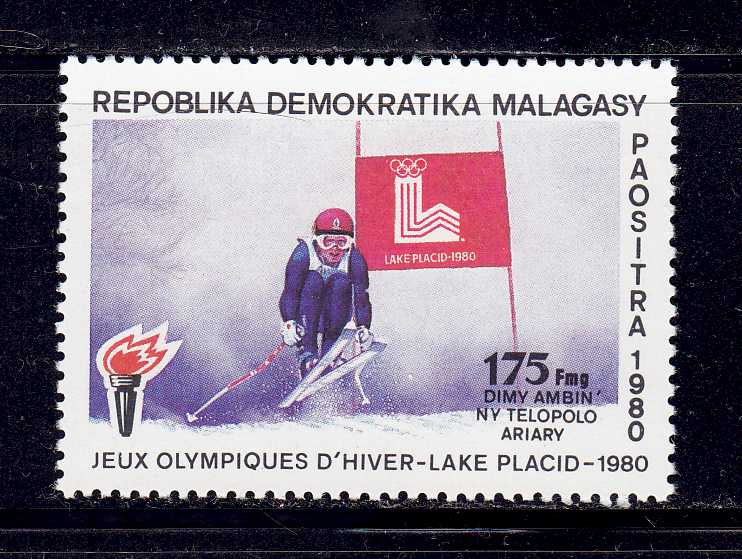 REPOBLIKA DEMOKRATIKA MALAGASY
PAOSITRA 1980
LAKE PLACID-1980
175 Fmg
DIMY AMBIN'
NY TELOPOLO
ARIARY
JEUX OLYMPIQUES D'HIVER-LAKE PLACID-1980